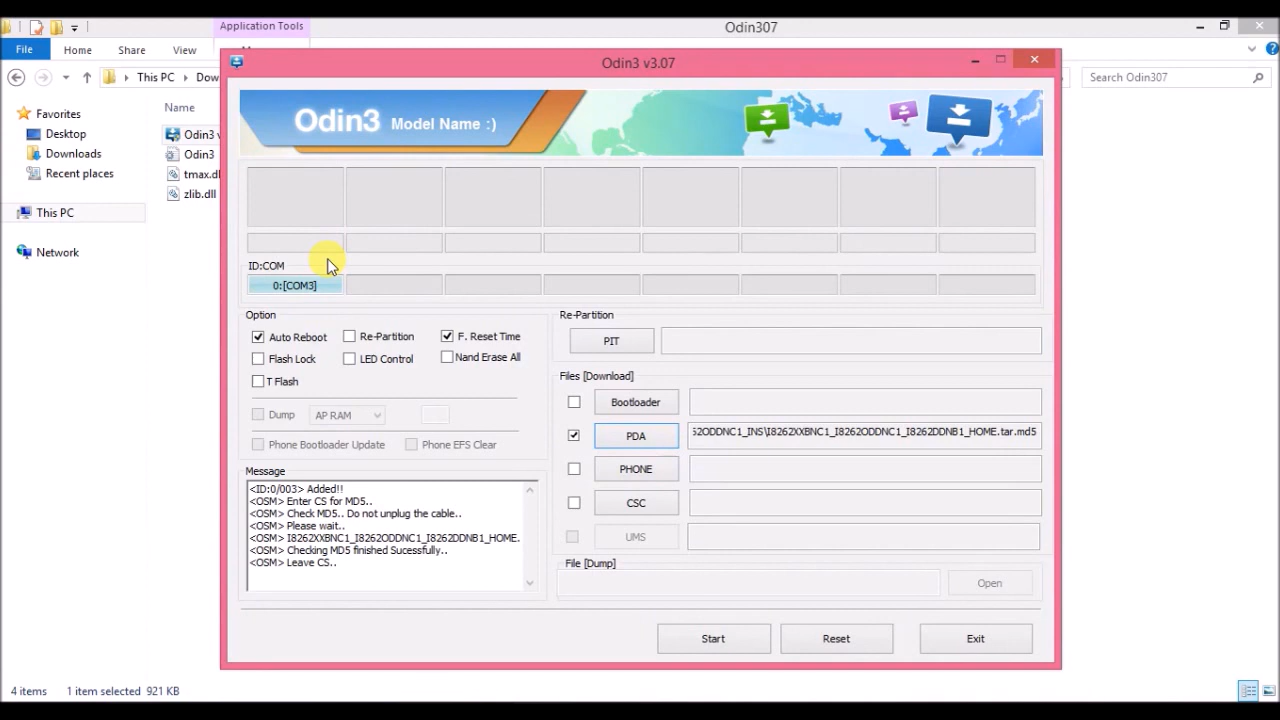 Application Tools
Odin307
File
Home
Share
View
This PC
Dow
Search Odin307
Favorites
Desktop
Downloads
Recent places
This PC
Network
Name
Odin3 v
Odin3
tmax.dl
zlib.dll
Odin3 v3.07
Odin3 Model Name :)
ID:COM
0:[COM3]
Option
Auto Reboot
Re-Partition
F. Reset Time
Flash Lock
LED Control
Nand Erase All
T Flash
Dump
AP RAM
Phone Bootloader Update
Phone EFS Clear
Message
<ID:0/003> Added!!
<OSM> Enter CS for MD5..
<OSM> Check MD5.. Do not unplug the cable..
<OSM> Please wait..
<OSM> I8262XXBNC1_I8262ODDNC1_I8262DDNB1_HOME.
<OSM> Checking MD5 finished Sucessfully..
<OSM> Leave CS..
Re-Partition
PIT
Files [Download]
Bootloader
PDA
52ODDNC1_INS\I8262XXBNC1_I8262ODDNC1_I8262DDNB1_HOME.tar.md5
PHONE
CSC
UMS
File [Dump]
Open
Start
Reset
Exit
4 items
1 item selected 921 KB